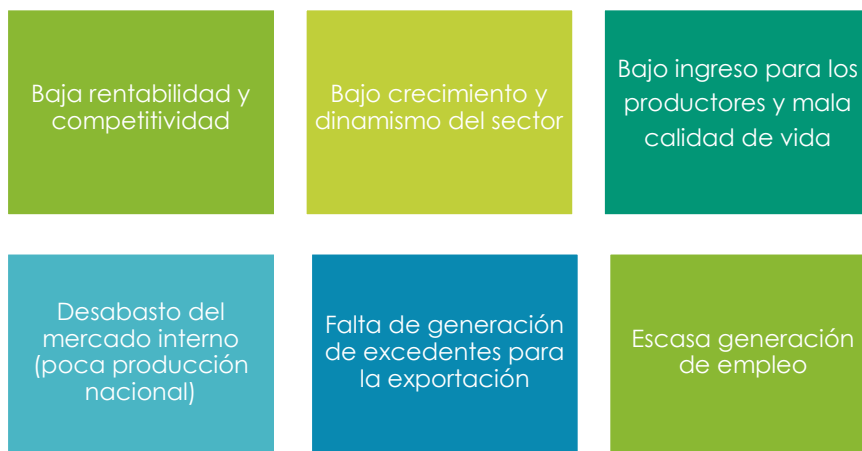 Baja rentabilidad y
competitividad
Bajo crecimiento y
dinamismo del sector
Bajo ingreso para los
productores y mala
calidad de vida
Desabasto del
mercado interno
(poca producción
nacional)
Falta de generación
de excedentes para
la exportación
Escasa generación
de empleo